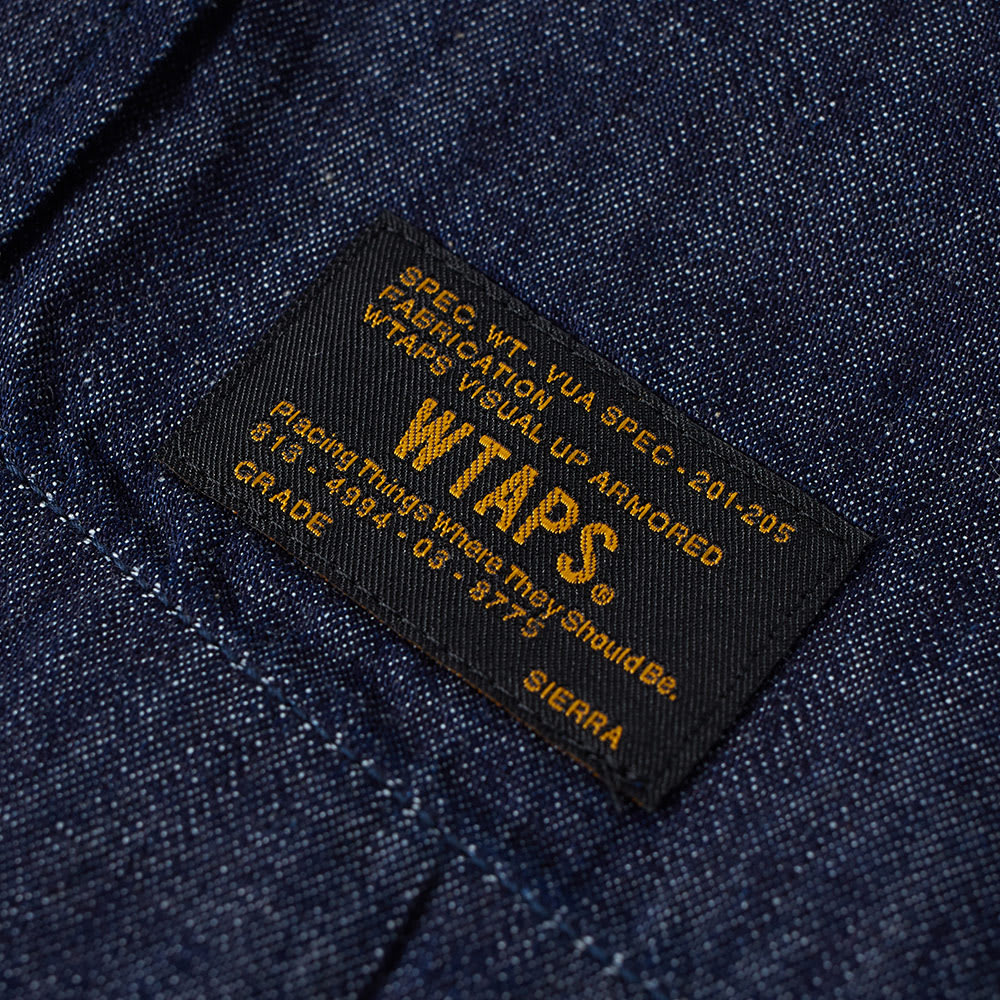 SPEC. WT - VUA SPEC - 201-205
FABRICATION
WTAPS VISUAL UP ARMORED
WTAPS®
Placing Things Where They Should Be.
813 - 4994 - 03 - 8775
GRADE SIERRA